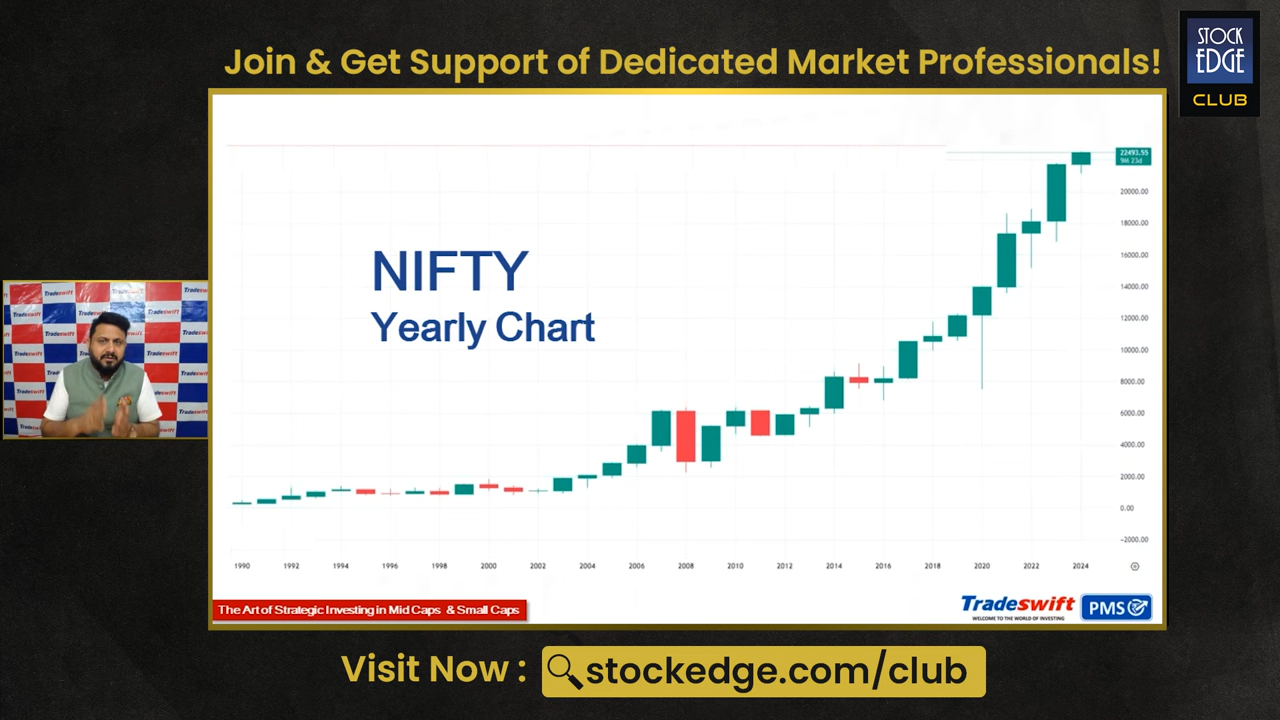 Join & Get Support of Dedicated Market Professionals!
STOCK
EDGE
CLUB
22493.55
9M 23d
20000.00
18000.00
16000.00
14000.00
12000.00
10000.00
8000.00
6000.00
4000.00
2000.00
0.00
-2000.00
NIFTY
Yearly Chart
1990 1992 1994 1996 1998 2000 2002 2004 2006 2008 2010 2012 2014 2016 2018 2020 2022 2024
The Art of Strategic Investing in Mid Caps & Small Caps
Tradeswift
WELCOME TO THE WORLD OF INVESTING
PMS
Tradeswift
Visit Now :
stockedge.com/club